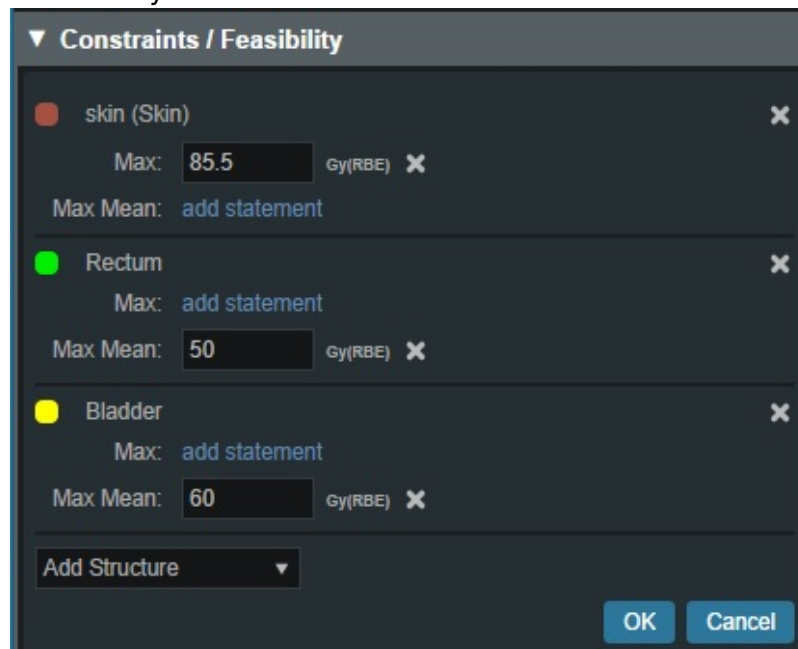 ▼ Constraints / Feasibility
skin (Skin)
Max: 85.5 Gy(RBE)
Max Mean: add statement
Rectum
Max: add statement
Max Mean: 50 Gy(RBE)
Bladder
Max: add statement
Max Mean: 60 Gy(RBE)
Add Structure ▼
OK Cancel